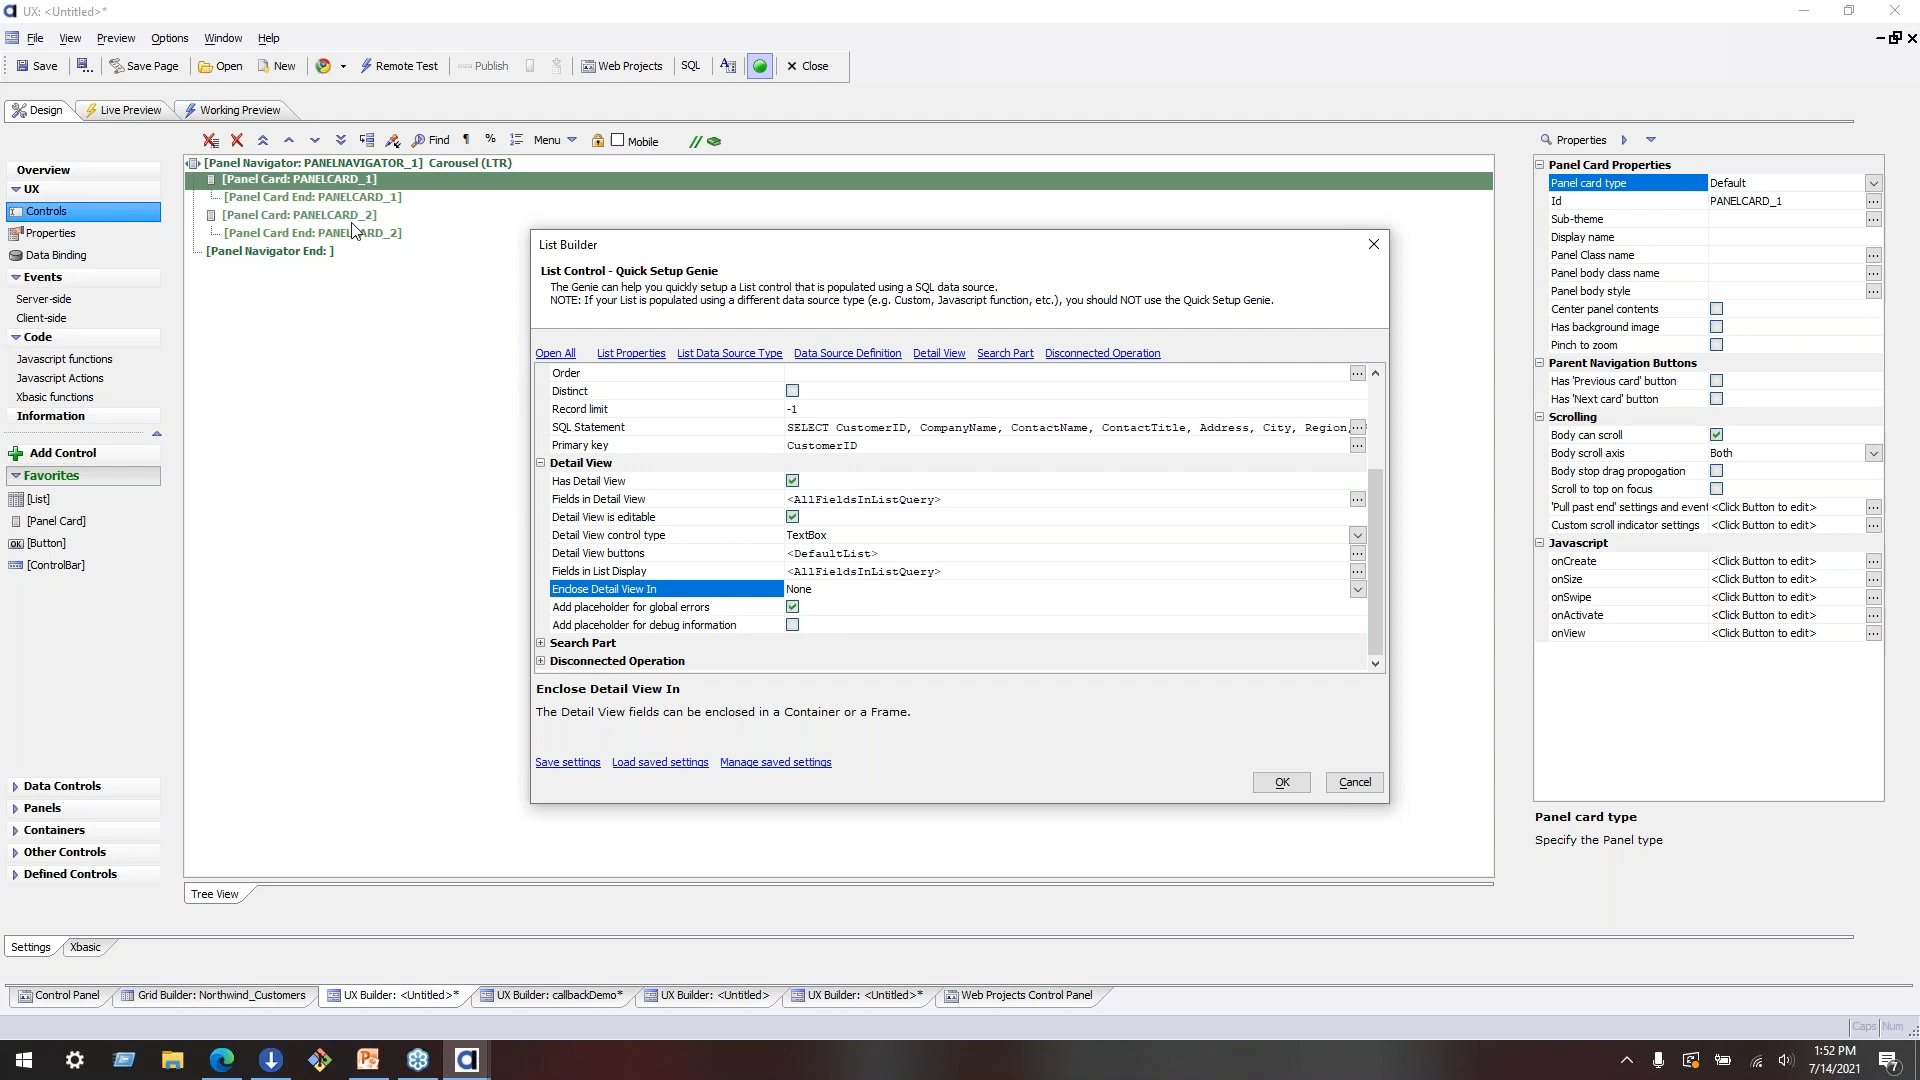 UX: <Untitled>*
File View Preview Options Window Help
Save Save Page Open New Remote Test Publish Web Projects SQL Close
Design Live Preview Working Preview
Find Menu Mobile
Properties
Overview
UX
Controls
Properties
Data Binding
Events
Server-side
Client-side
Code
Javascript functions
Javascript Actions
Xbasic functions
Information
Add Control
Favorites
[List]
[Panel Card]
[Button]
[ControlBar]
Data Controls
Panels
Containers
Other Controls
Defined Controls
[Panel Navigator: PANELNAVIGATOR_1] Carousel (LTR)
[Panel Card: PANELCARD_1]
[Panel Card End: PANELCARD_1]
[Panel Card: PANELCARD_2]
[Panel Card End: PANELCARD_2]
[Panel Navigator End: ]
List Builder
List Control - Quick Setup Genie
The Genie can help you quickly setup a List control that is populated using a SQL data source.
NOTE: If your List is populated using a different data source type (e.g. Custom, Javascript function, etc.), you should NOT use the Quick Setup Genie.
Open All List Properties List Data Source Type Data Source Definition Detail View Search Part Disconnected Operation
Order
Distinct
Record limit -1
SQL Statement SELECT CustomerID, CompanyName, ContactName, ContactTitle, Address, City, Region,
Primary key CustomerID
Detail View
Has Detail View
Fields in Detail View <AllFieldsInListQuery>
Detail View is editable
Detail View control type TextBox
Detail View buttons <DefaultList>
Fields in List Display <AllFieldsInListQuery>
Enclose Detail View In None
Add placeholder for global errors
Add placeholder for debug information
Search Part
Disconnected Operation
Enclose Detail View In
The Detail View fields can be enclosed in a Container or a Frame.
Save settings Load saved settings Manage saved settings
OK Cancel
Panel Card Properties
Panel card type Default
Id PANELCARD_1
Sub-theme
Display name
Panel Class name
Panel body class name
Panel body style
Center panel contents
Has background image
Pinch to zoom
Parent Navigation Buttons
Has 'Previous card' button
Has 'Next card' button
Scrolling
Body can scroll
Body scroll axis Both
Body stop drag propogation
Scroll to top on focus
'Pull past end' settings and event <Click Button to edit>
Custom scroll indicator settings <Click Button to edit>
Javascript
onCreate <Click Button to edit>
onSize <Click Button to edit>
onSwipe <Click Button to edit>
onActivate <Click Button to edit>
onView <Click Button to edit>
Panel card type
Specify the Panel type
Tree View
Settings Xbasic
Control Panel Grid Builder: Northwind_Customers UX Builder: <Untitled>* UX Builder: callbackDemo* UX Builder: <Untitled> UX Builder: <Untitled>* Web Projects Control Panel
Caps Num
1:52 PM
7/14/2021
7